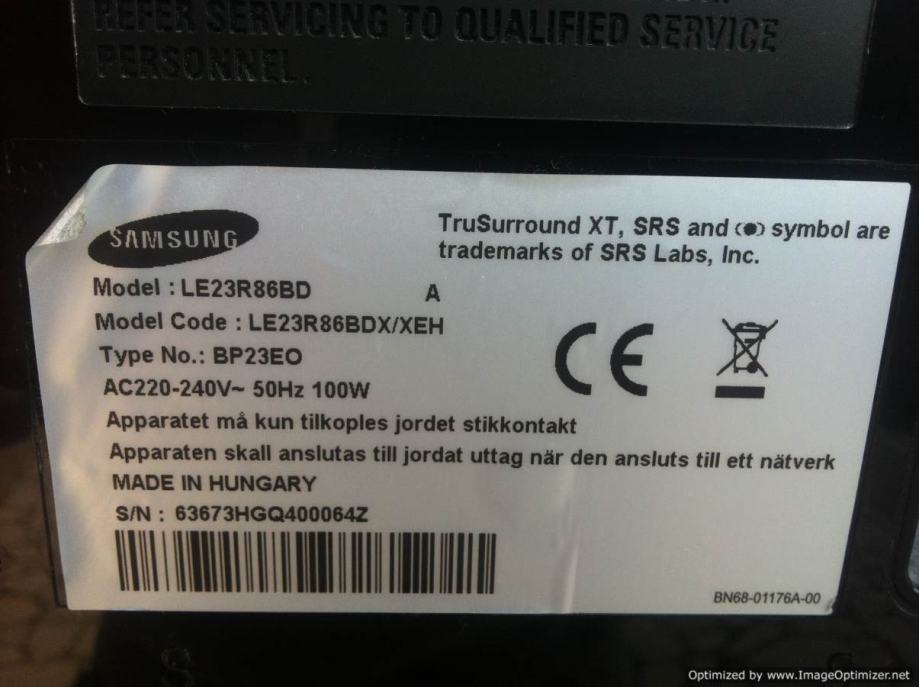 REFER SERVICING TO QUALIFIED SERVICE
PERSONNEL.
SAMSUNG
TruSurround XT, SRS and (●) symbol are
trademarks of SRS Labs, Inc.
Model : LE23R86BD A
Model Code : LE23R86BDX/XEH
Type No.: BP23EO
AC220-240V~ 50Hz 100W
CE
Apparatet må kun tilkoples jordet stikkontakt
Apparaten skall anslutas till jordat uttag när den ansluts till ett nätverk
MADE IN HUNGARY
S/N : 63673HGQ400064Z
BN68-01176A-00
Optimized by www.ImageOptimizer.net